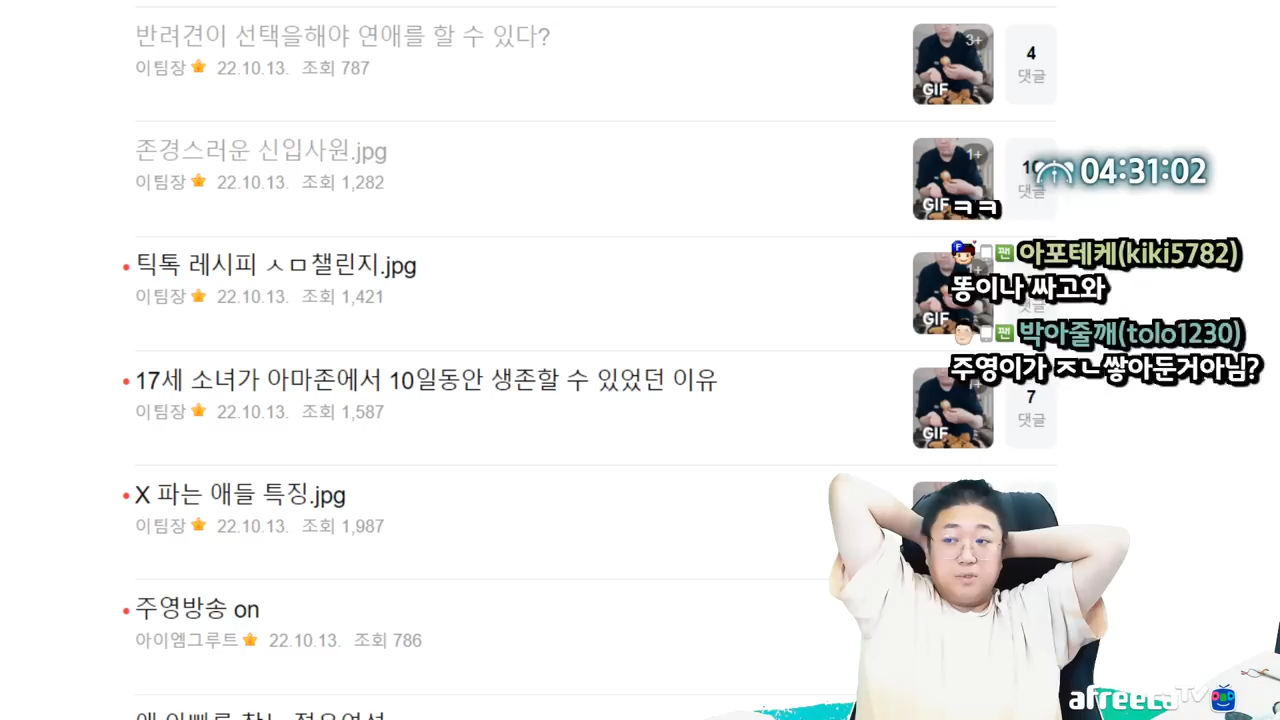 반려견이 선택을해야 연애를 할 수 있다?
이팀장 22.10.13. 조회 787
3+
GIF
4
댓글
존경스러운 신입사원.jpg
이팀장 22.10.13. 조회 1,282
1+
GIF
댓글
04:31:02
ㅋㅋ
틱톡 레시피 ㅅㅁ챌린지.jpg
이팀장 22.10.13. 조회 1,421
GIF
댓글
짼 아포테케(kiki5782)
똥이나 싸고와
짼 박아줄깨(tolo1230)
주영이가 ㅈㄴ쌓아둔거아님?
17세 소녀가 아마존에서 10일동안 생존할 수 있었던 이유
이팀장 22.10.13. 조회 1,587
GIF
7
댓글
X 파는 애들 특징.jpg
이팀장 22.10.13. 조회 1,987
주영방송 on
아이엠그루트 22.10.13. 조회 786
afreecaTV